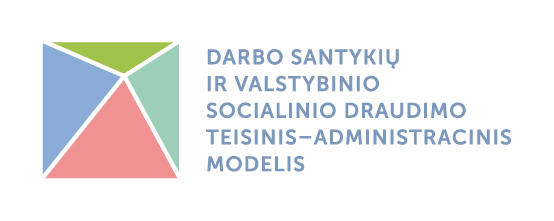 DARBO SANTYKIŲ
IR VALSTYBINIO
SOCIALINIO DRAUDIMO
TEISINIS–ADMINISTRACINIS
MODELIS